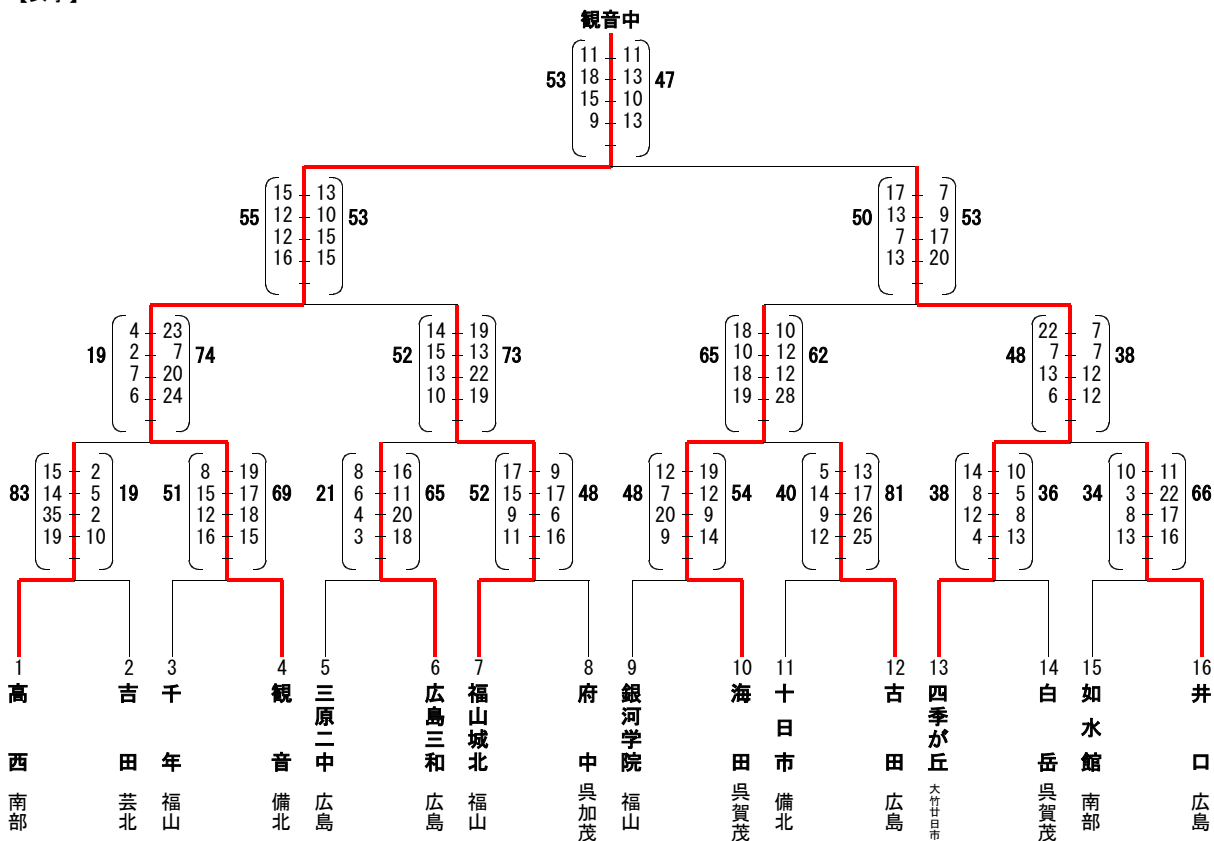 観音中
53 11 11 47
18 13
15 10
9 13
55 15 13 53
12 10
12 15
16 15
50 17 7 53
13 9
7 17
13 20
19 4 23 74
2 7
7 20
6 24
52 14 19 73
15 13
13 22
10 19
65 18 10 62
10 12
18 12
19 28
48 22 7 38
7 7
13 12
6 12
83 15 2 19
14 5
35 2
19 10
51 8 19 69
15 17
12 18
16 15
21 8 16 65
6 11
4 20
3 18
52 17 9 48
15 17
9 6
11 16
48 12 19 54
7 12
20 9
9 14
40 5 13 81
14 17
9 26
12 25
38 14 10 36
8 5
12 8
4 13
34 10 11 66
3 22
8 17
13 16
1 高西 南部
2 吉田 芸北
3 千年 福山
4 観音 備北
5 三原二中 広島
6 広島三和 広島
7 福山城北 福山
8 府中 呉加茂
9 銀河学院 福山
10 海田 呉賀茂
11 十日市 備北
12 古田 広島
13 四季が丘 大竹廿日市
14 白岳 呉賀茂
15 如水館 南部
16 井口 広島